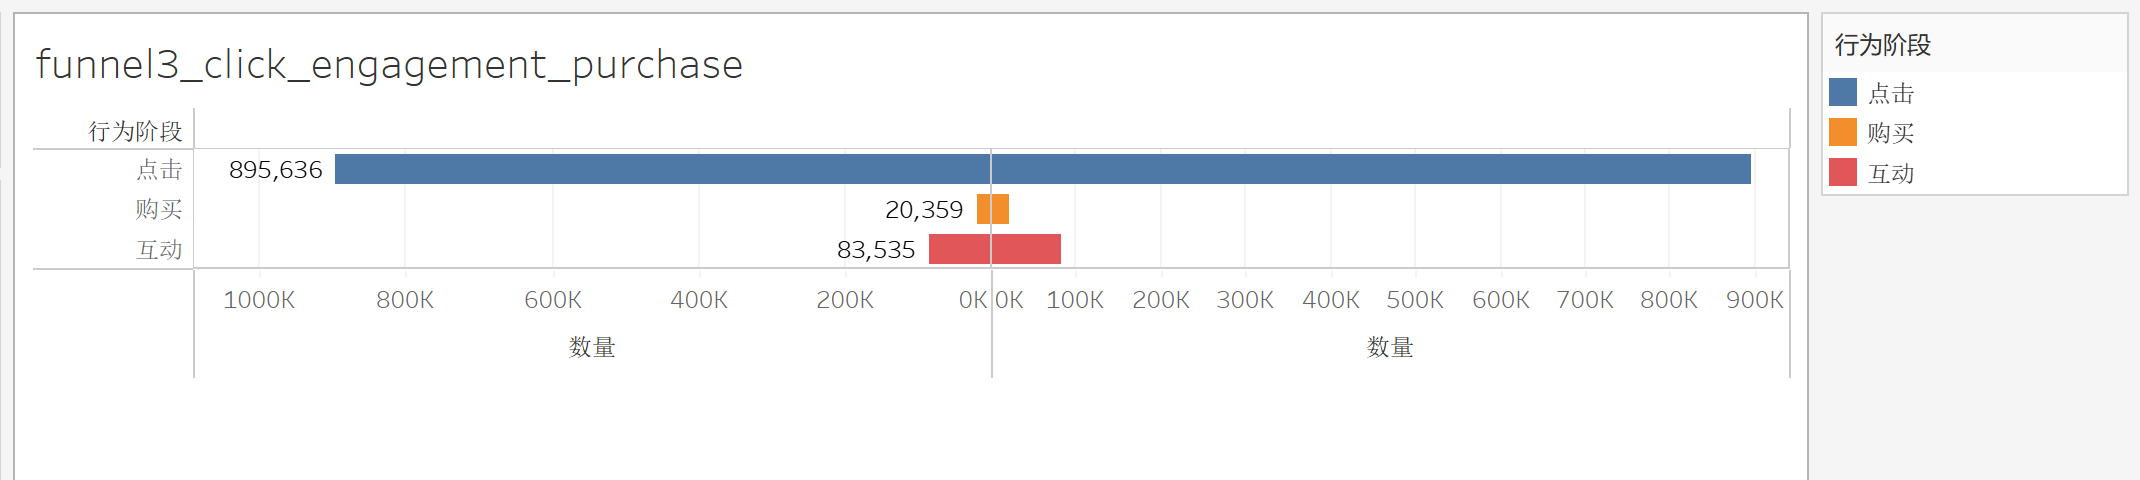 funnel3_click_engagement_purchase
行为阶段
点击 895,636
购买 20,359
互动 83,535
1000K 800K 600K 400K 200K 0K 0K 100K 200K 300K 400K 500K 600K 700K 800K 900K
数量 数量
行为阶段
点击
购买
互动